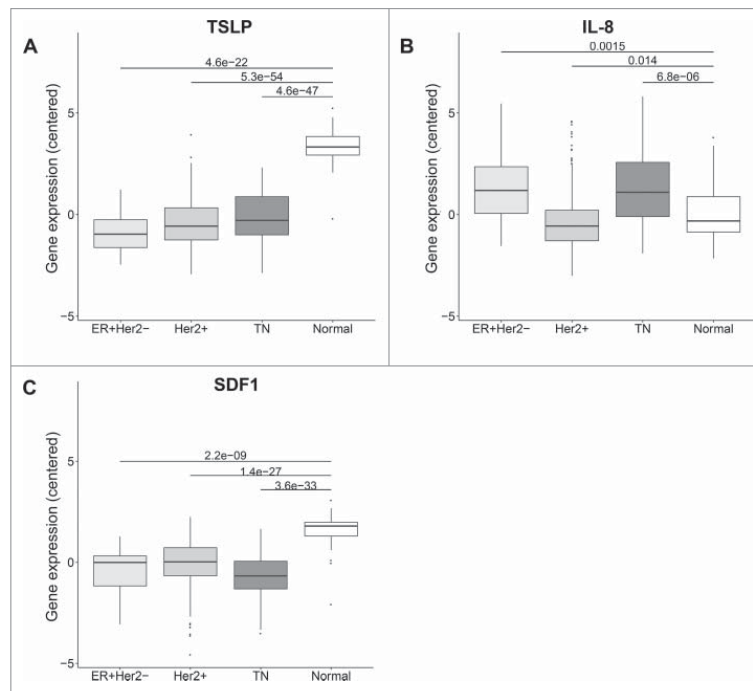 A
TSLP
4.6e−22
5.3e−54
4.6e−47
Gene expression (centered)
5
0
−5
ER+Her2−
Her2+
TN
Normal
B
IL-8
0.0015
0.014
6.8e−06
Gene expression (centered)
5
0
−5
ER+Her2−
Her2+
TN
Normal
C
SDF1
2.2e−09
1.4e−27
3.6e−33
Gene expression (centered)
5
0
−5
ER+Her2−
Her2+
TN
Normal